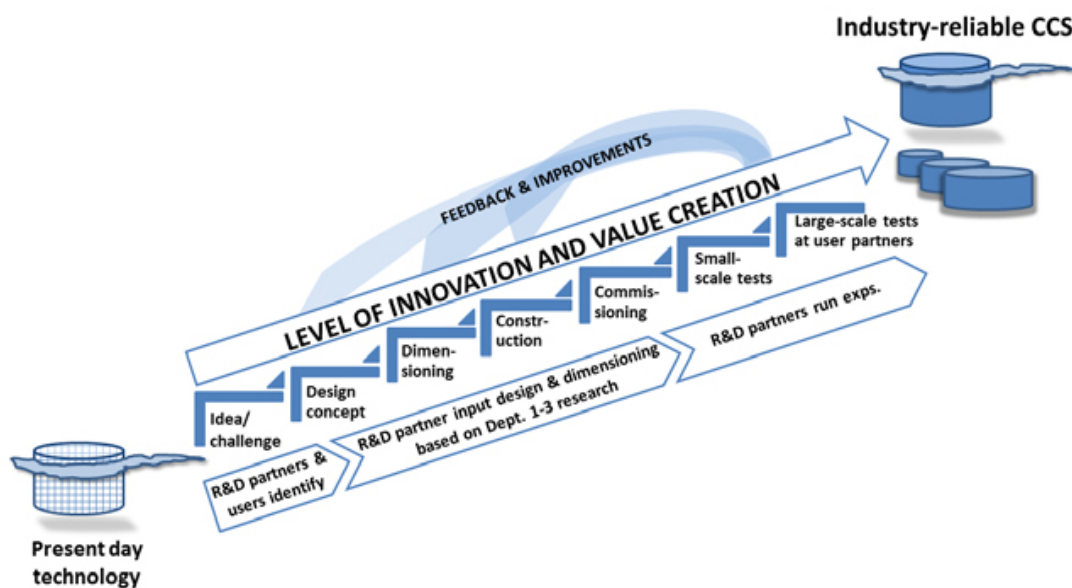 Industry-reliable CCS
FEEDBACK & IMPROVEMENTS
LEVEL OF INNOVATION AND VALUE CREATION
Large-scale tests
at user partners
Small-
scale tests
Commis-
sioning
Constr-
uction
Dimen-
sioning
Design
concept
Idea/
challenge
R&D partners &
users identify
R&D partner input design & dimensioning
based on Dept. 1-3 research
R&D partners run exps.
Present day
technology